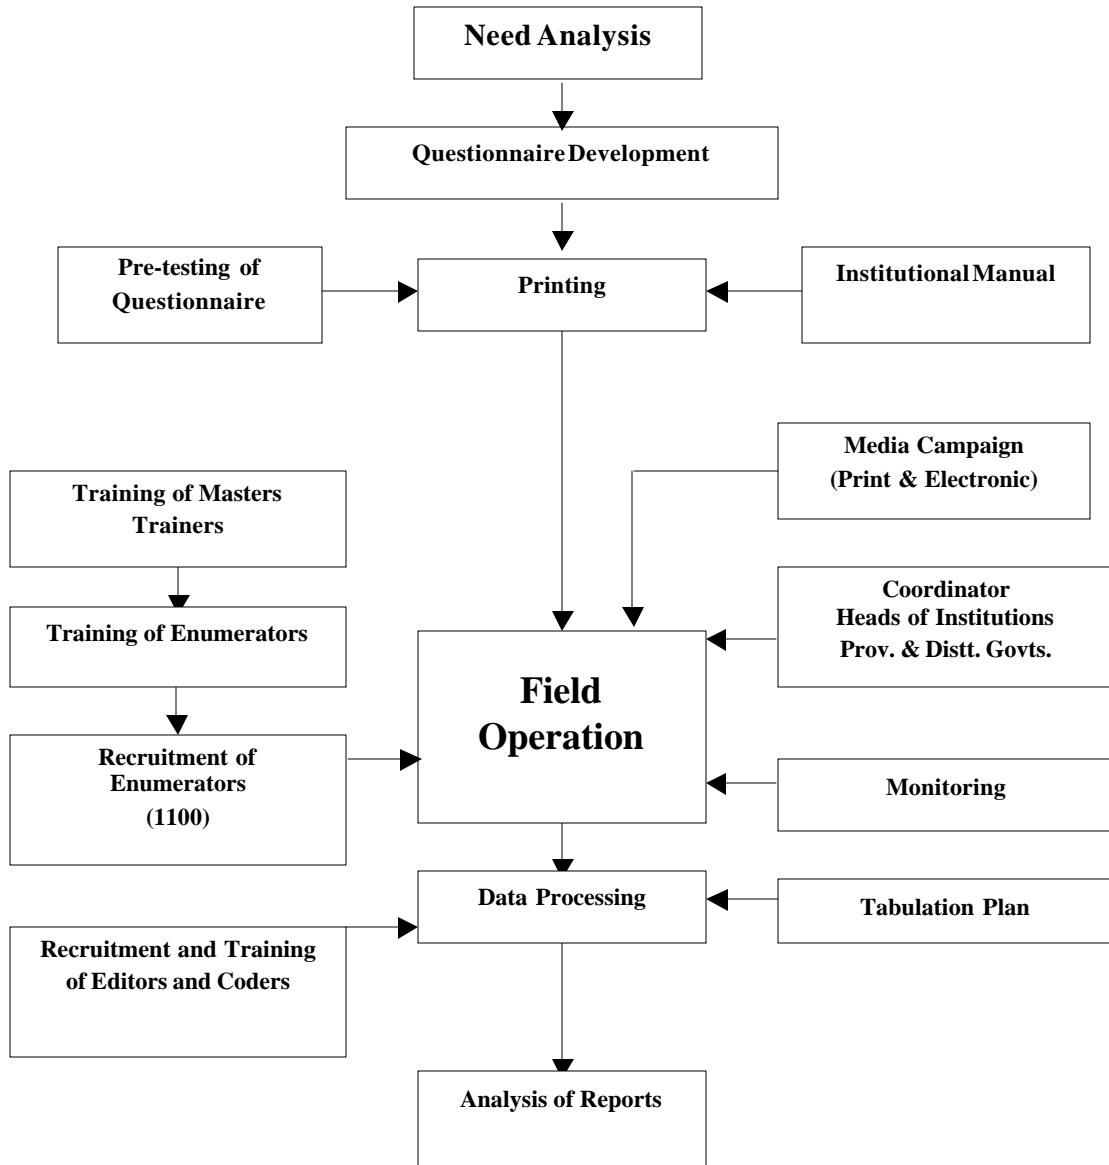 Need Analysis
Questionnaire Development
Pre-testing of
Questionnaire
Printing
Institutional Manual
Media Campaign
(Print & Electronic)
Training of Masters
Trainers
Coordinator
Heads of Institutions
Prov. & Distt. Govts.
Training of Enumerators
Field
Operation
Recruitment of
Enumerators
(1100)
Monitoring
Data Processing
Tabulation Plan
Recruitment and Training
of Editors and Coders
Analysis of Reports